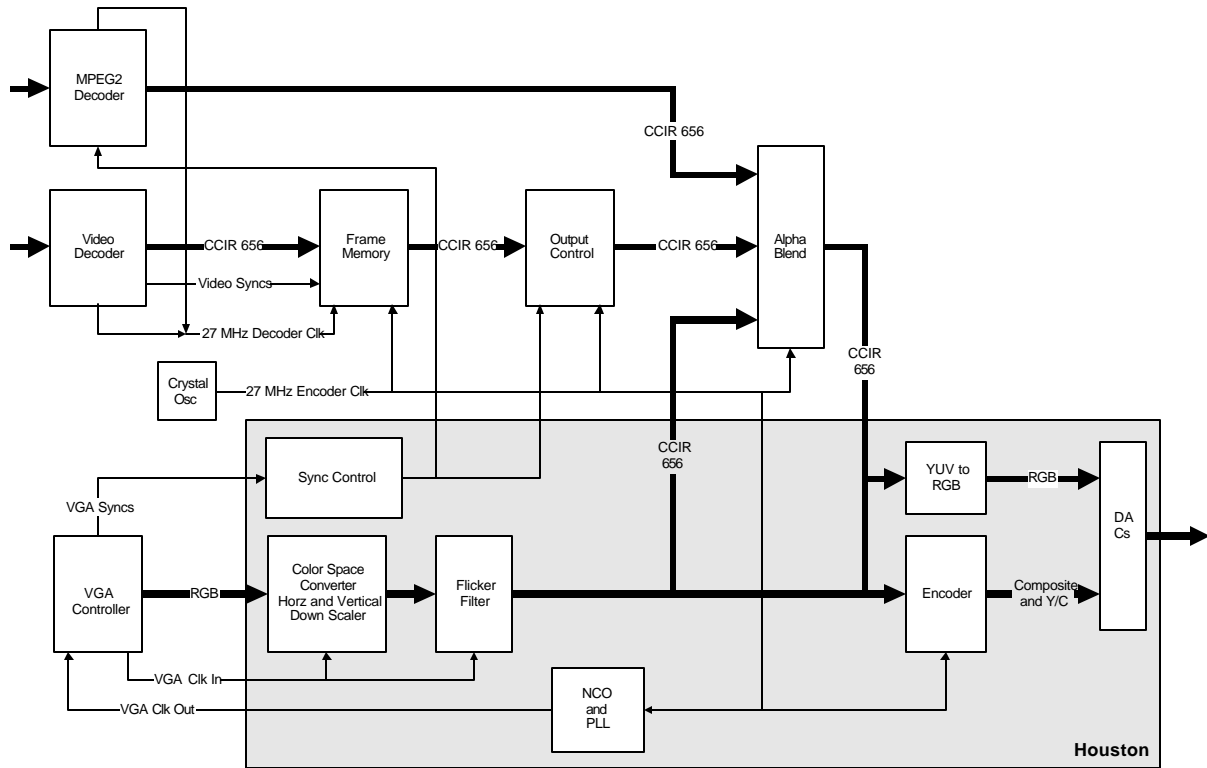 MPEG2
Decoder
CCIR 656
Video
Decoder
CCIR 656
Frame
Memory
CCIR 656
Output
Control
CCIR 656
Alpha
Blend
Video Syncs
27 MHz Decoder Clk
CCIR
656
Crystal
Osc
27 MHz Encoder Clk
Sync Control
CCIR
656
YUV to
RGB
RGB
VGA Syncs
DA
Cs
VGA
Controller
RGB
Color Space
Converter
Horz and Vertical
Down Scaler
Flicker
Filter
Encoder
Composite
and Y/C
VGA Clk In
VGA Clk Out
NCO
and
PLL
Houston